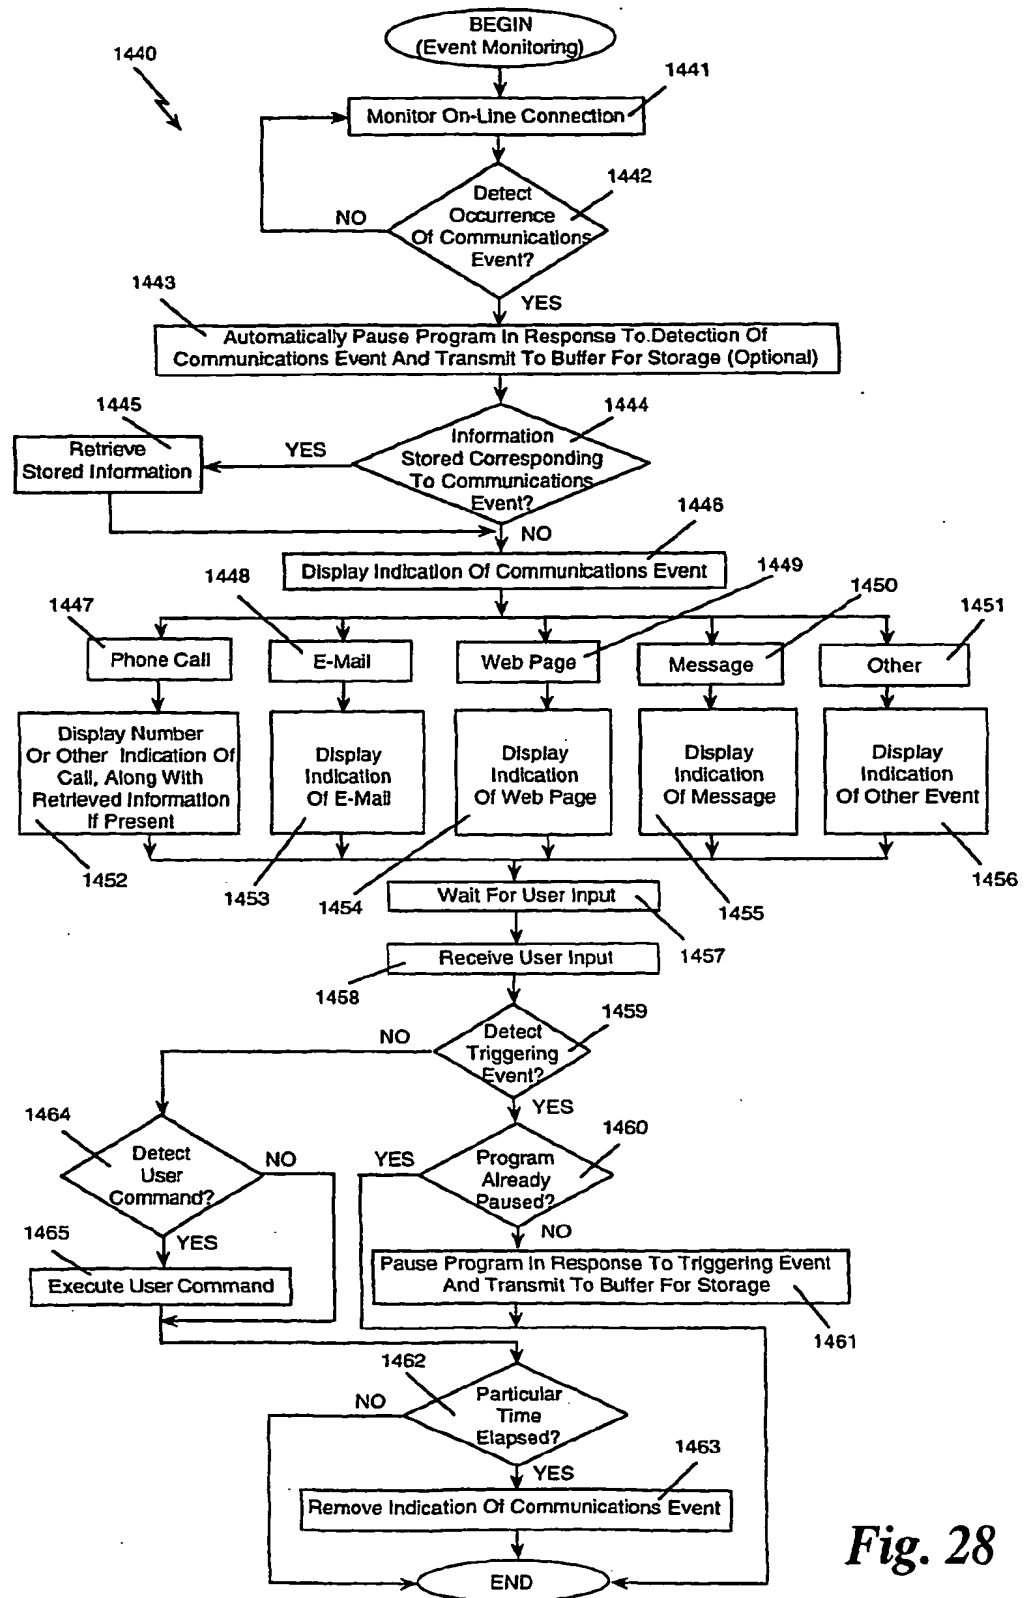 BEGIN
(Event Monitoring)
1440
1441
Monitor On-Line Connection
1442
Detect
Occurrence
Of Communications
Event?
NO
YES
1443
Automatically Pause Program In Response To.Detection Of
Communications Event And Transmit To Buffer For Storage (Optional)
1444
1445
Information
Stored Corresponding
To Communications
Event?
YES
Retrieve
Stored Information
NO
1446
Display Indication Of Communications Event
1447
1448
1449
1450
1451
Phone Call
E-Mail
Web Page
Message
Other
Display Number
Or Other Indication Of
Call, Along With
Retrieved Information
If Present
Display
Indication
Of E-Mail
Display
Indication
Of Web Page
Display
Indication
Of Message
Display
Indication
Of Other Event
1452
1453
1454
1455
1456
Wait For User Input
1457
Receive User Input
1458
1459
Detect
Triggering
Event?
NO
YES
1464
1460
Detect
User
Command?
NO
YES
Program
Already
Paused?
YES
NO
1465
Execute User Command
Pause Program In Response To Triggering Event
And Transmit To Buffer For Storage
1461
1462
Particular
Time
Elapsed?
NO
YES
1463
Remove Indication Of Communications Event
END
Fig. 28